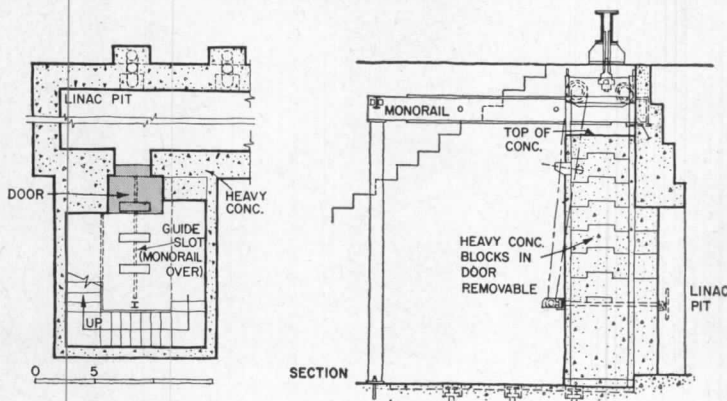 LINAC PIT
DOOR
HEAVY
CONC.
GUIDE
SLOT
(MONORAIL
OVER)
UP
0 5
MONORAIL
TOP OF
CONC.
HEAVY CONC.
BLOCKS IN
DOOR
REMOVABLE
LINAC
PIT
SECTION